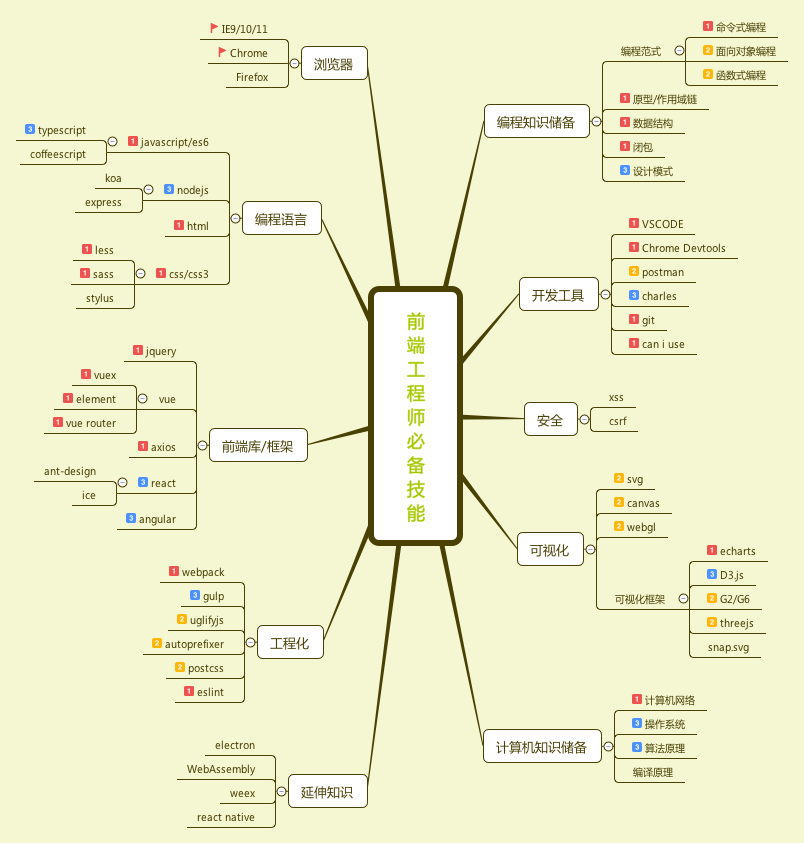 前端工程师必备技能
浏览器
IE9/10/11
Chrome
Firefox
编程语言
1 javascript/es6
3 typescript
coffeescript
3 nodejs
koa
express
1 html
1 css/css3
1 less
1 sass
stylus
前端库/框架
1 jquery
vue
1 vuex
1 element
1 vue router
1 axios
3 react
ant-design
ice
3 angular
工程化
1 webpack
3 gulp
2 uglifyjs
2 autoprefixer
2 postcss
1 eslint
延伸知识
electron
WebAssembly
weex
react native
编程知识储备
编程范式
1 命令式编程
2 面向对象编程
2 函数式编程
1 原型/作用域链
1 数据结构
1 闭包
3 设计模式
开发工具
1 VSCODE
1 Chrome Devtools
2 postman
3 charles
1 git
1 can i use
安全
xss
csrf
可视化
2 svg
2 canvas
2 webgl
可视化框架
1 echarts
3 D3.js
2 G2/G6
2 threejs
snap.svg
计算机知识储备
1 计算机网络
3 操作系统
3 算法原理
编译原理